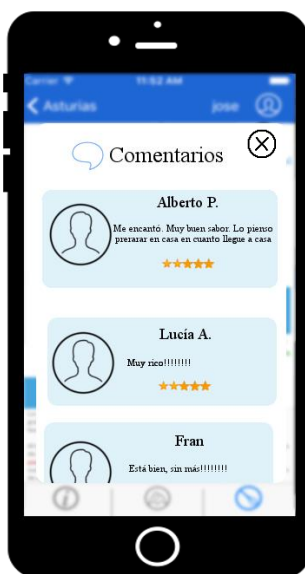 Carrier 11:52 AM
Asturias jose
Comentarios
Alberto P.
Me encantó. Muy buen sabor. Lo pienso
prerarar en casa en cuanto llegue a casa
Lucía A.
Muy rico!!!!!!!!
Fran
Está bien, sin más!!!!!!!!